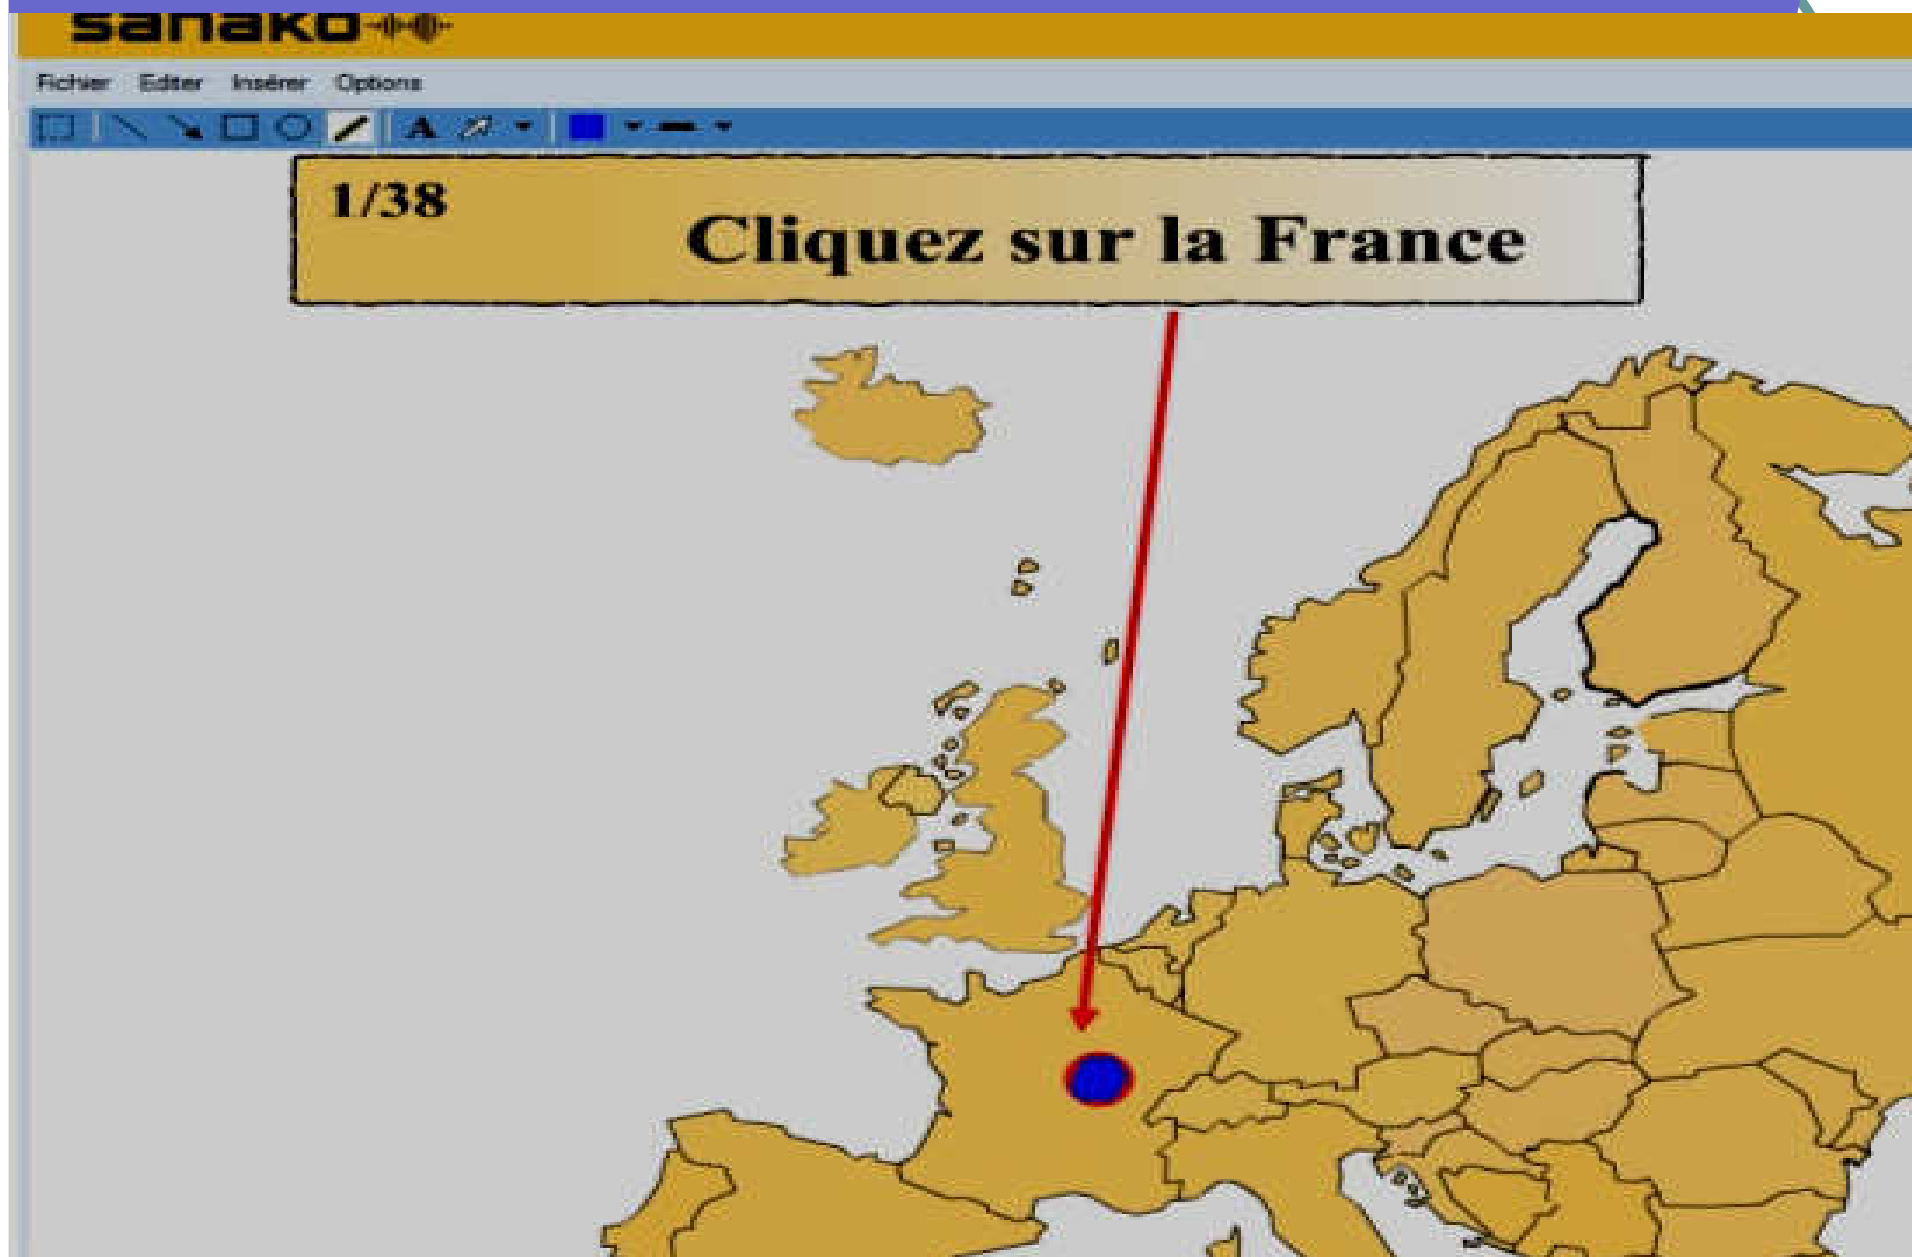 sanako
Fichier Editer Insérer Options
A
1/38
Cliquez sur la France